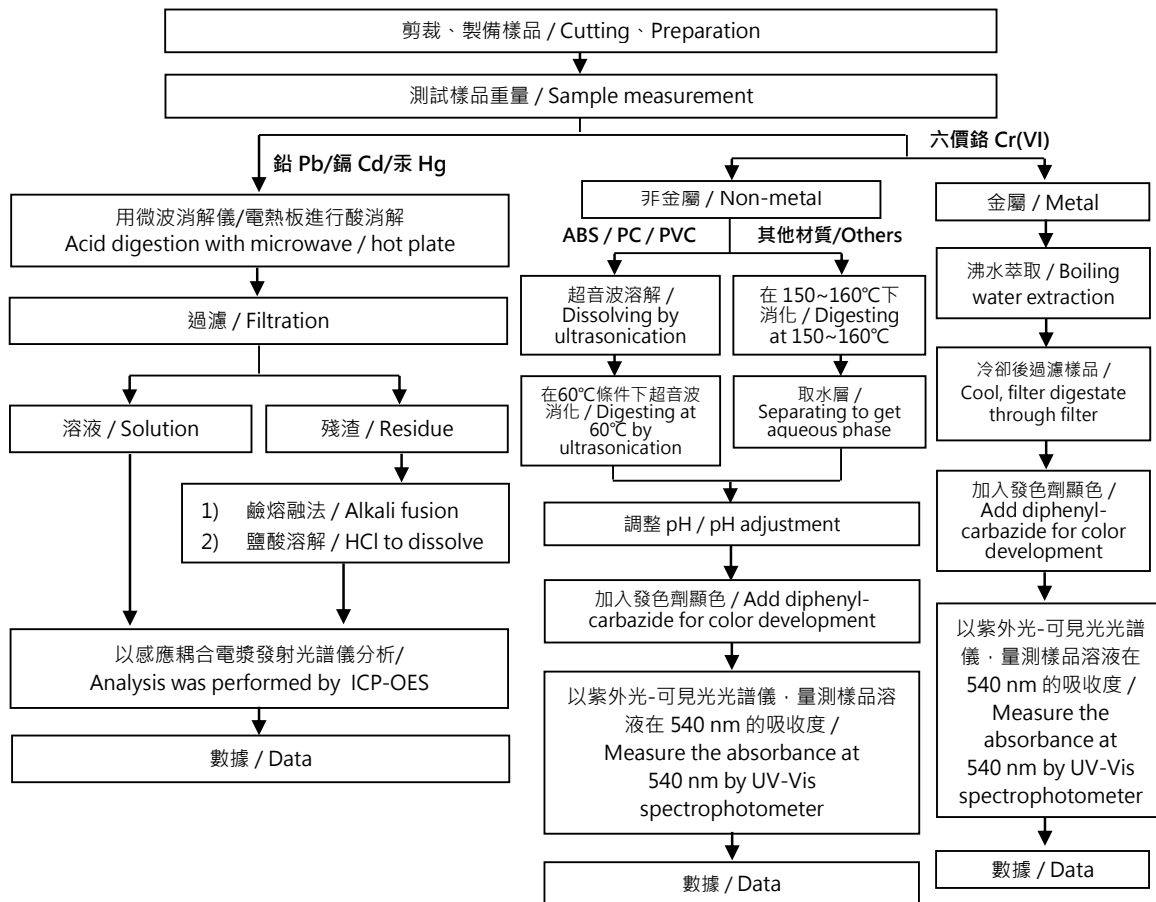 剪裁、製備樣品 / Cutting、Preparation
測試樣品重量 / Sample measurement
鉛 Pb/鎘 Cd/汞 Hg
用微波消解儀/電熱板進行酸消解
Acid digestion with microwave / hot plate
過濾 / Filtration
溶液 / Solution
殘渣 / Residue
1) 鹼熔融法 / Alkali fusion
2) 鹽酸溶解 / HCl to dissolve
以感應耦合電漿發射光譜儀分析/
Analysis was performed by ICP-OES
數據 / Data
六價鉻 Cr(VI)
非金屬 / Non-metal
ABS / PC / PVC
其他材質/Others
超音波溶解 /
Dissolving by
ultrasonication
在60℃條件下超音波
消化 / Digesting at
60℃ by
ultrasonication
在 150~160℃下
消化 / Digesting
at 150~160℃
取水層 /
Separating to get
aqueous phase
調整 pH / pH adjustment
加入發色劑顯色 / Add diphenyl-
carbazide for color development
以紫外光-可見光光譜儀，量測樣品溶
液在 540 nm 的吸收度 /
Measure the absorbance at
540 nm by UV-Vis
spectrophotometer
數據 / Data
金屬 / Metal
沸水萃取 / Boiling
water extraction
冷卻後過濾樣品 /
Cool, filter digestate
through filter
加入發色劑顯色 /
Add diphenyl-
carbazide for color
development
以紫外光-可見光光譜
儀，量測樣品溶液在
540 nm 的吸收度 /
Measure the
absorbance at
540 nm by UV-Vis
spectrophotometer
數據 / Data